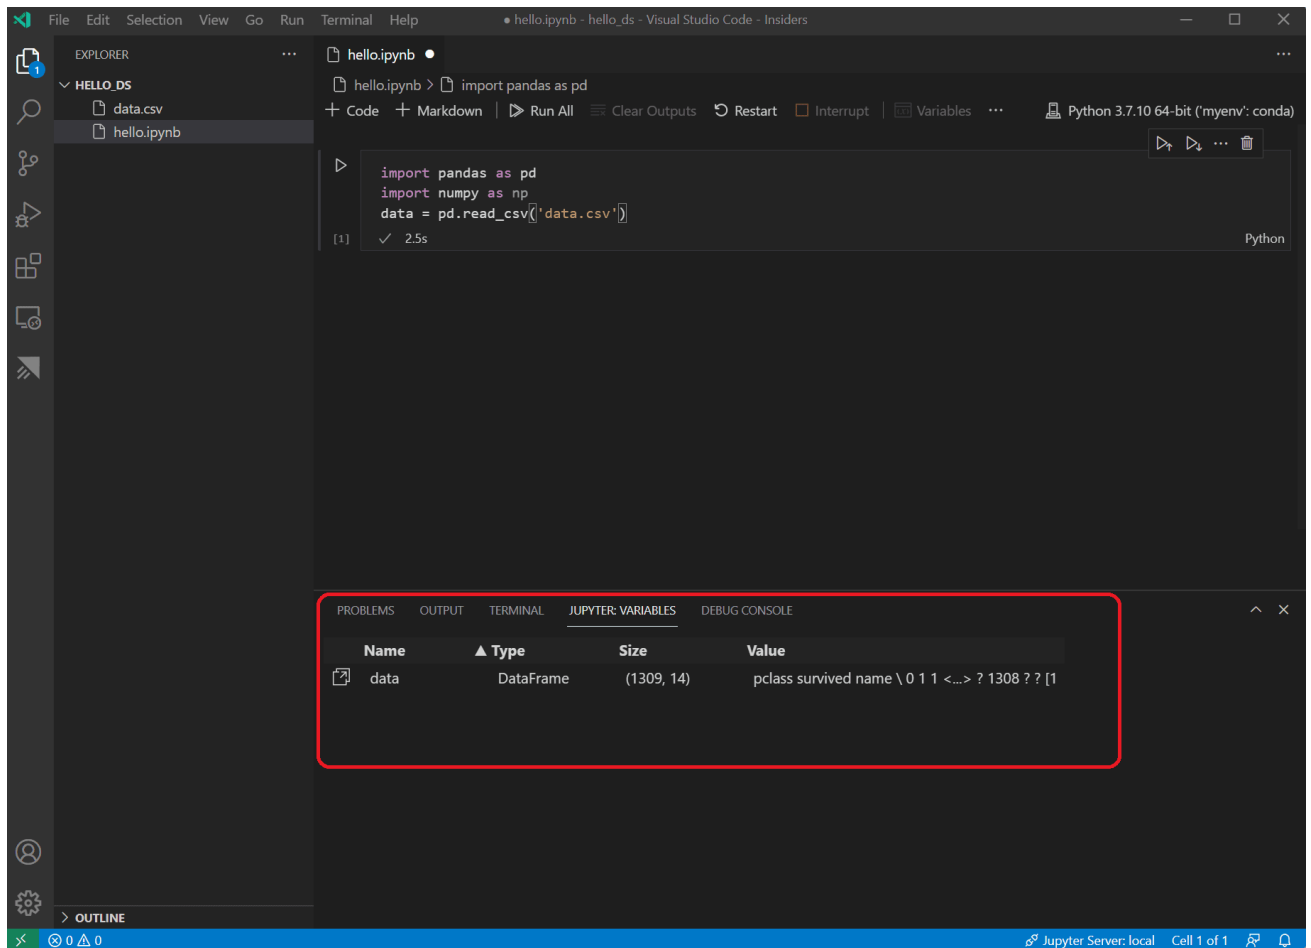 File Edit Selection View Go Run Terminal Help ● hello.ipynb - hello_ds - Visual Studio Code - Insiders
EXPLORER ···
1
HELLO_DS
data.csv
hello.ipynb
hello.ipynb ●
hello.ipynb > import pandas as pd
+ Code + Markdown | Run All Clear Outputs Restart Interrupt | Variables ··· Python 3.7.10 64-bit ('myenv': conda)
import pandas as pd
import numpy as np
data = pd.read_csv('data.csv')
[1] ✓ 2.5s Python
PROBLEMS OUTPUT TERMINAL JUPYTER: VARIABLES DEBUG CONSOLE
Name ▲ Type Size Value
data DataFrame (1309, 14) pclass survived name \ 0 1 1 <...> ? 1308 ? ? [1
> OUTLINE
0 0 Jupyter Server: local Cell 1 of 1